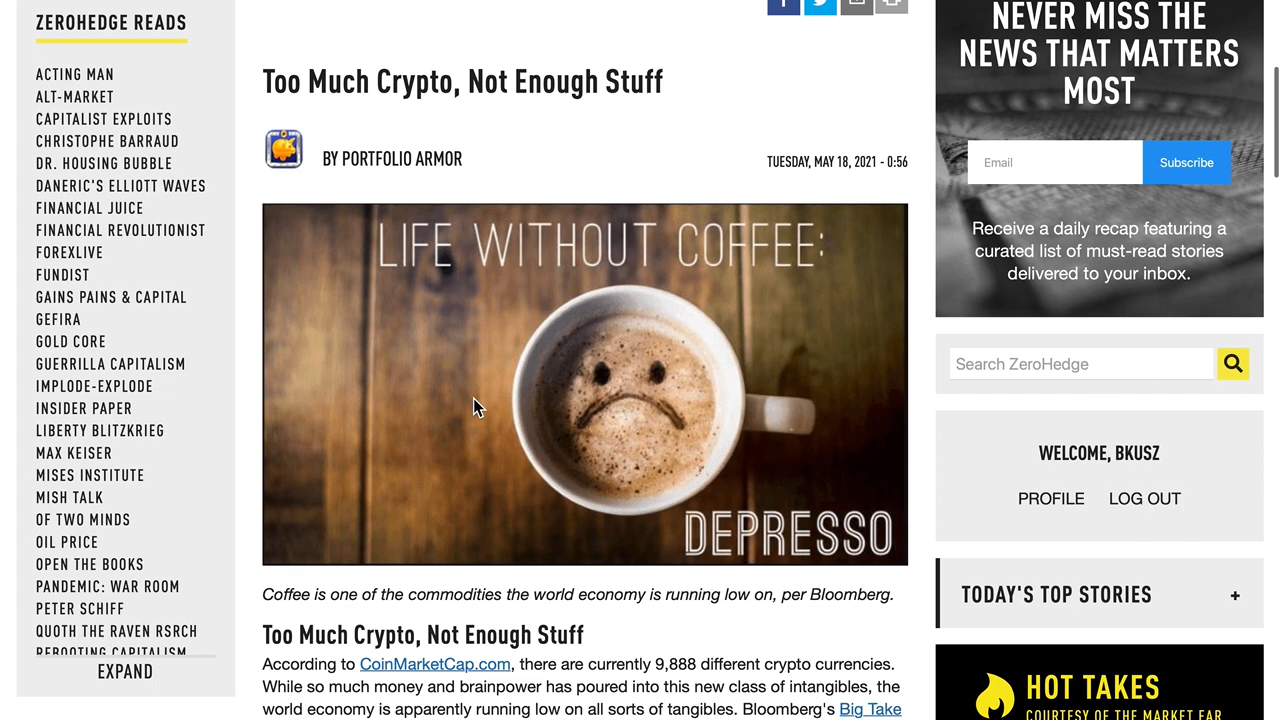 ZEROHEDGE READS
ACTING MAN
ALT-MARKET
CAPITALIST EXPLOITS
CHRISTOPHE BARRAUD
DR. HOUSING BUBBLE
DANERIC'S ELLIOTT WAVES
FINANCIAL JUICE
FINANCIAL REVOLUTIONIST
FOREXLIVE
FUNDIST
GAINS PAINS & CAPITAL
GEFIRA
GOLD CORE
GUERRILLA CAPITALISM
IMPLODE-EXPLODE
INSIDER PAPER
LIBERTY BLITZKRIEG
MAX KEISER
MISES INSTITUTE
MISH TALK
OF TWO MINDS
OIL PRICE
OPEN THE BOOKS
PANDEMIC: WAR ROOM
PETER SCHIFF
QUOTH THE RAVEN RSRCH
REBOOTING CAPITALISM
EXPAND
Too Much Crypto, Not Enough Stuff
BY PORTFOLIO ARMOR
TUESDAY, MAY 18, 2021 - 0:56
LIFE WITHOUT COFFEE:
DEPRESSO
Coffee is one of the commodities the world economy is running low on, per Bloomberg.
Too Much Crypto, Not Enough Stuff
According to CoinMarketCap.com, there are currently 9,888 different crypto currencies.
While so much money and brainpower has poured into this new class of intangibles, the
world economy is apparently running low on all sorts of tangibles. Bloomberg's Big Take
NEVER MISS THE
NEWS THAT MATTERS
MOST
Email
Subscribe
Receive a daily recap featuring a
curated list of must-read stories
delivered to your inbox.
Search ZeroHedge
WELCOME, BKUSZ
PROFILE LOG OUT
TODAY'S TOP STORIES +
HOT TAKES
COURTESY OF THE MARKET EAR